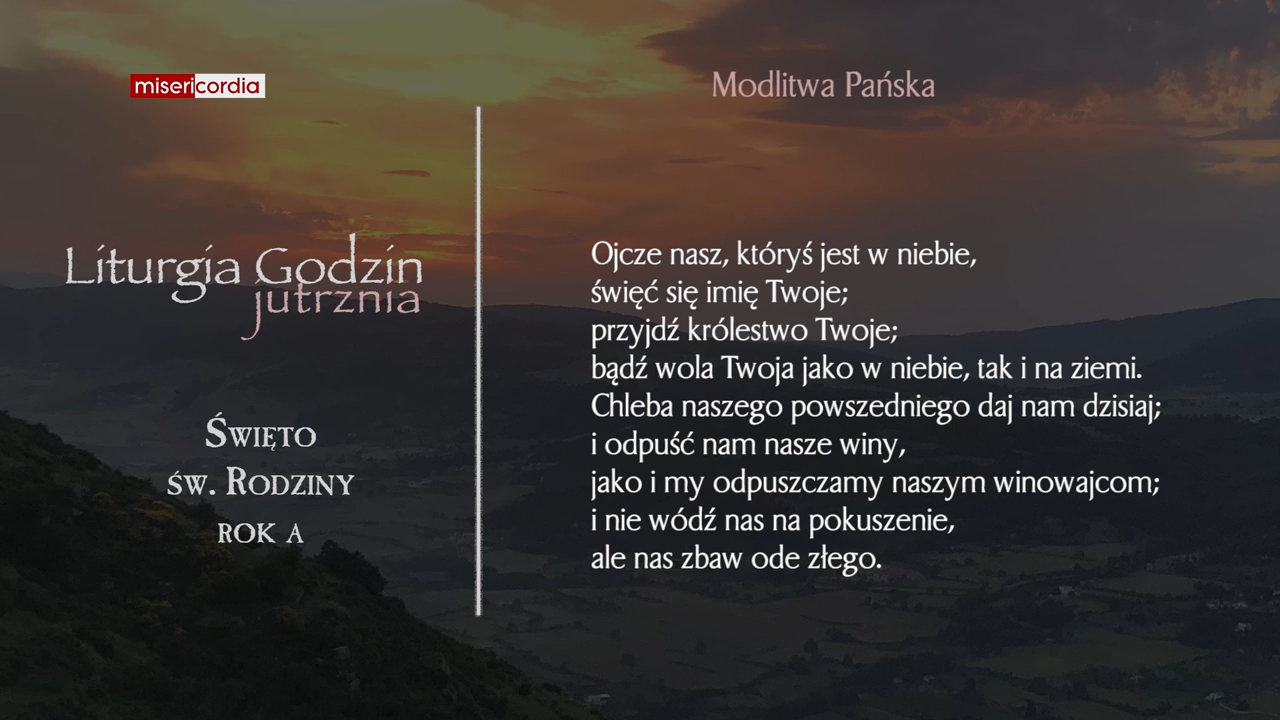 misericordia
Liturgia Godzin
jutrznia
Święto
św. Rodziny
rok a
Modlitwa Pańska
Ojcze nasz, któryś jest w niebie,
święć się imię Twoje;
przyjdź królestwo Twoje;
bądź wola Twoja jako w niebie, tak i na ziemi.
Chleba naszego powszedniego daj nam dzisiaj;
i odpuść nam nasze winy,
jako i my odpuszczamy naszym winowajcom;
i nie wódź nas na pokuszenie,
ale nas zbaw ode złego.